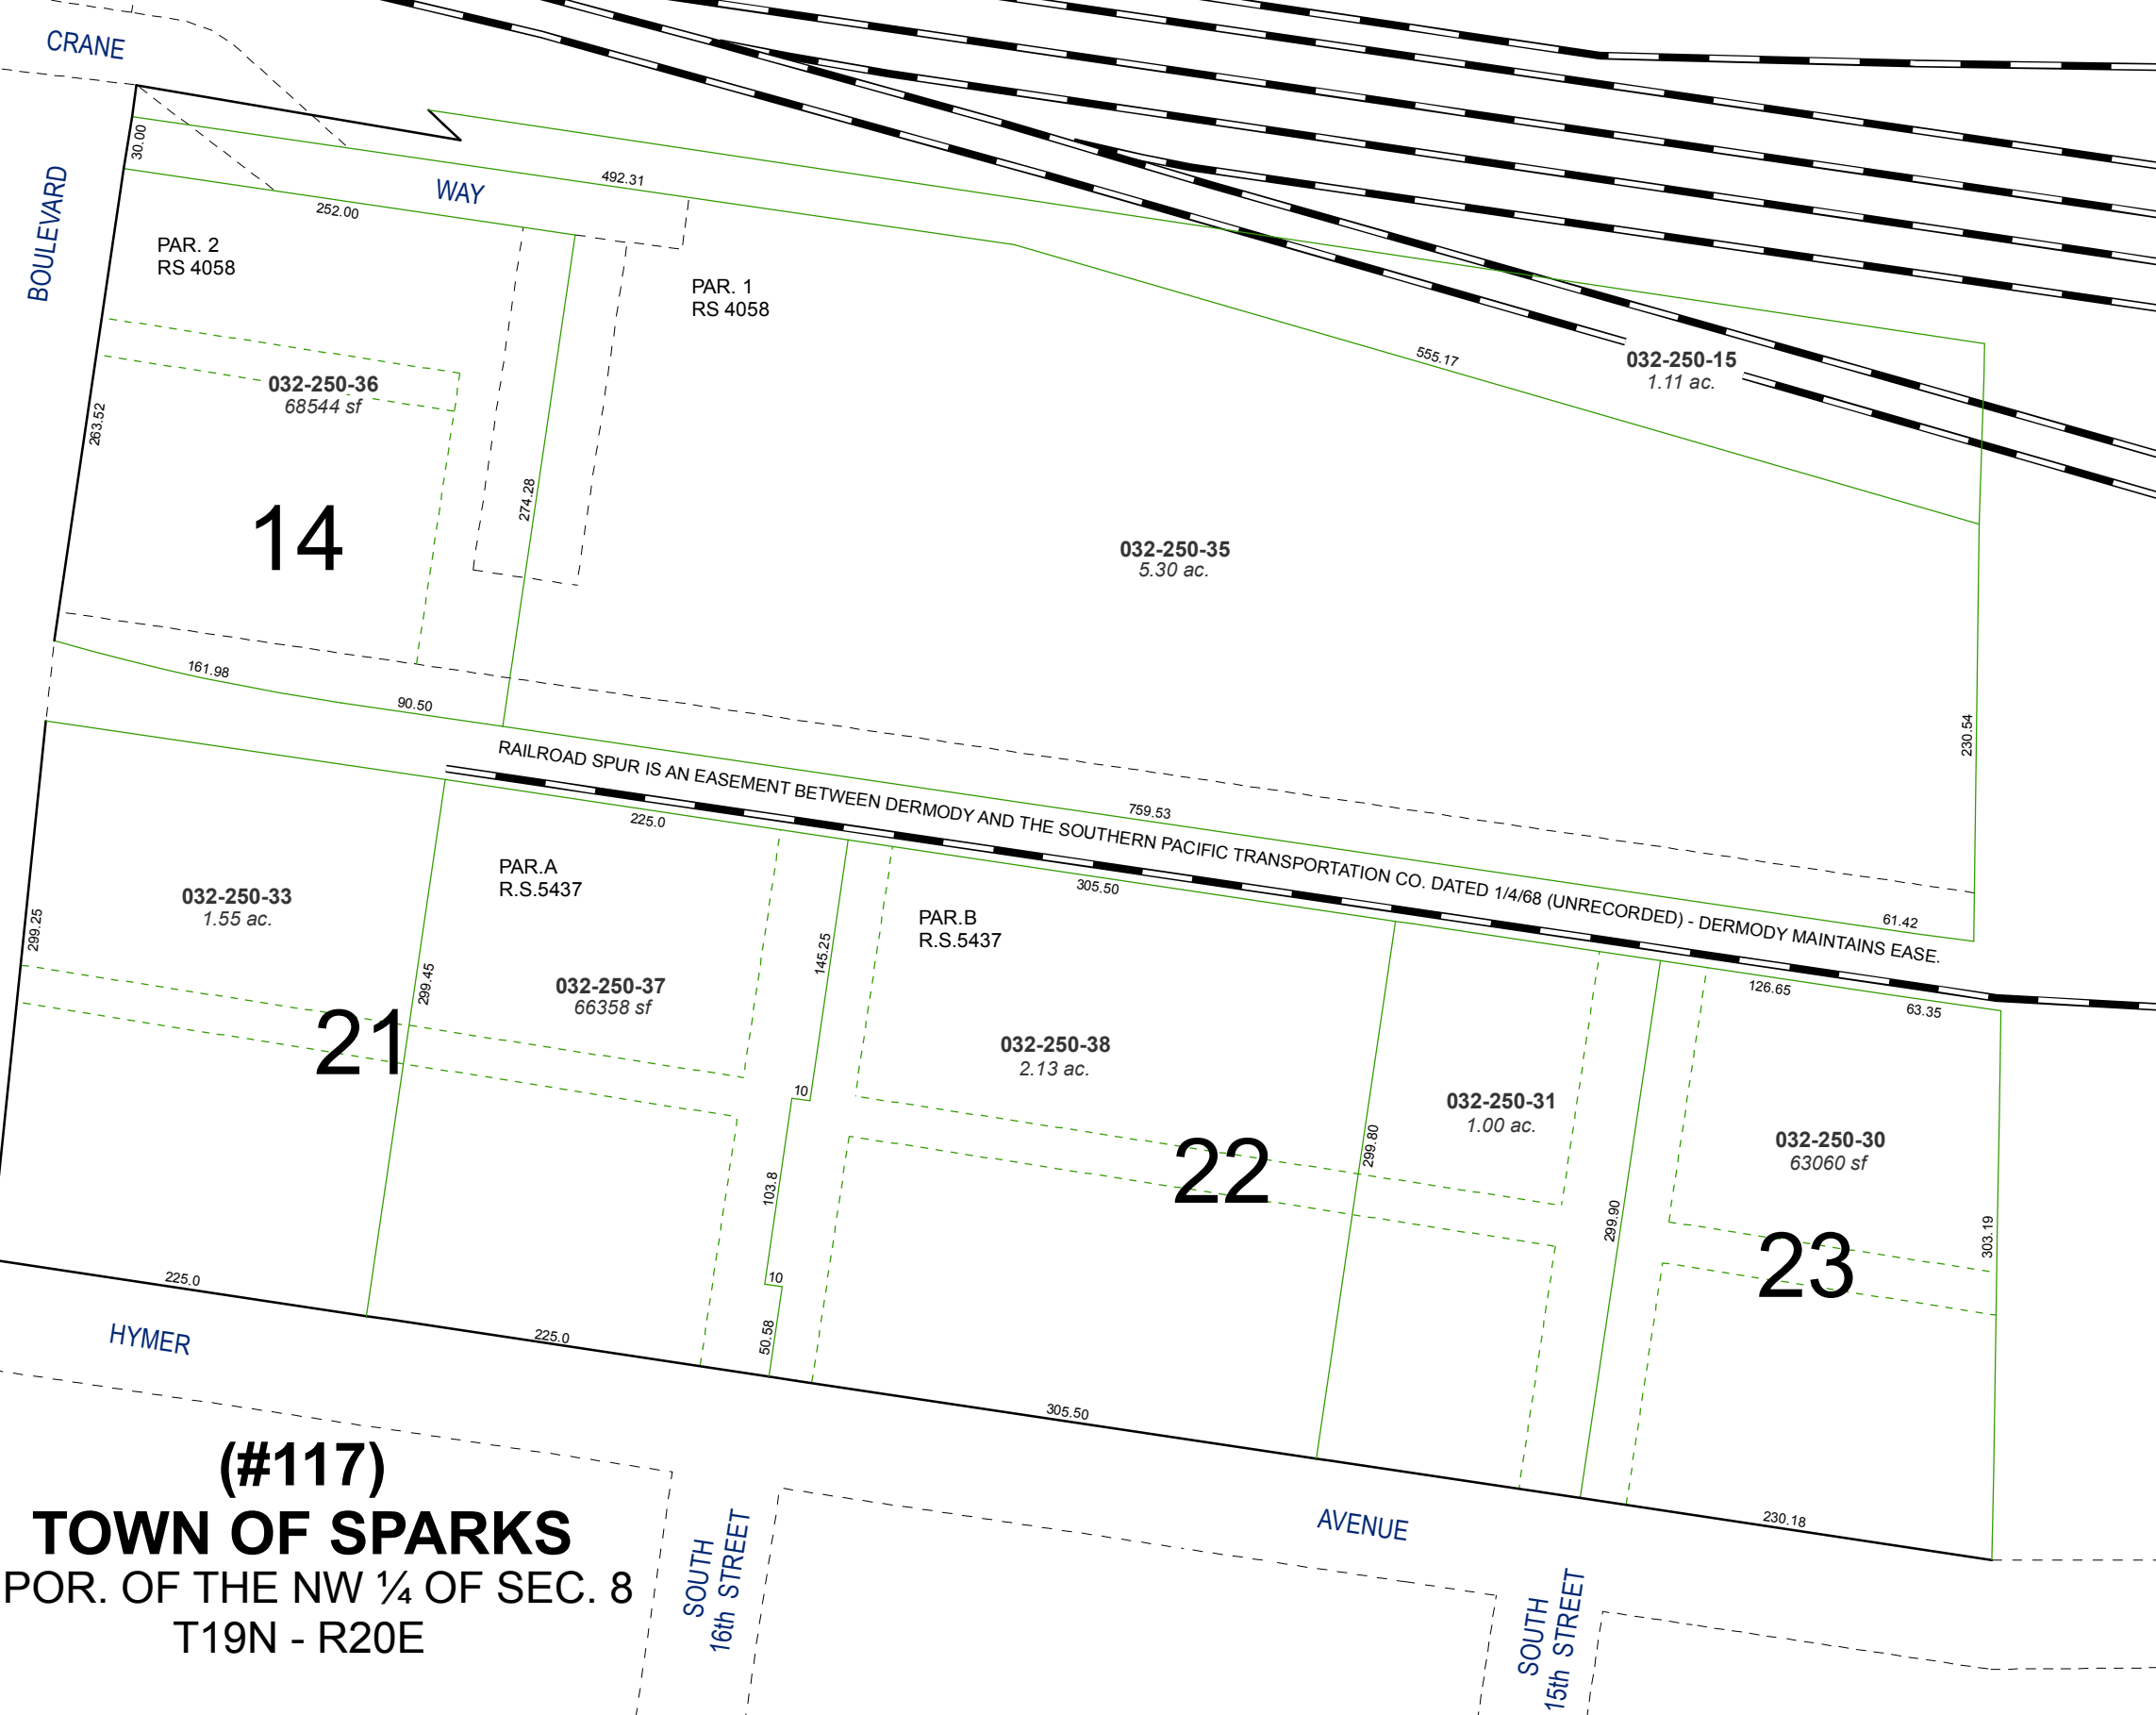 CRANE
WAY
BOULEVARD
30.00
492.31
252.00
PAR. 2
RS 4058
PAR. 1
RS 4058
555.17
032-250-15
1.11 ac.
032-250-36
68544 sf
263.52
274.28
14
032-250-35
5.30 ac.
161.98
90.50
230.54
RAILROAD SPUR IS AN EASEMENT BETWEEN DERMODY AND THE SOUTHERN PACIFIC TRANSPORTATION CO. DATED 1/4/68 (UNRECORDED) - DERMODY MAINTAINS EASE.
759.53
61.42
225.0
305.50
126.65
63.35
PAR.A
R.S.5437
PAR.B
R.S.5437
032-250-33
1.55 ac.
299.25
299.45
145.25
032-250-37
66358 sf
21
032-250-38
2.13 ac.
10
032-250-31
1.00 ac.
299.80
22
032-250-30
63060 sf
103.8
299.90
303.19
23
10
50.58
225.0
225.0
305.50
230.18
HYMER
AVENUE
SOUTH
16th STREET
SOUTH
15th STREET
(#117)
TOWN OF SPARKS
POR. OF THE NW ¼ OF SEC. 8
T19N - R20E